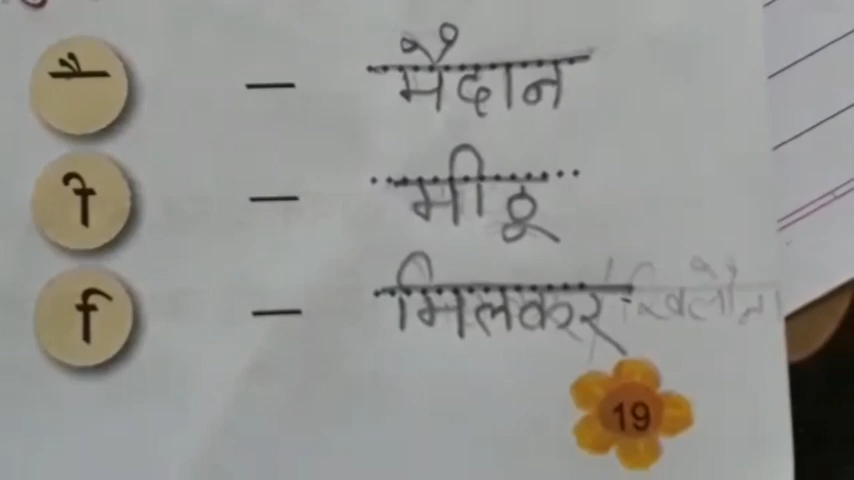 ै - मैदान
ी - मीठू
ि - मिलकर खिलौना
19